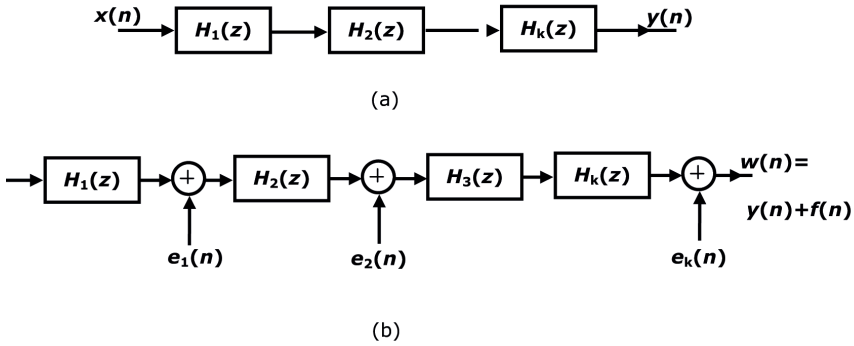 x(n)
H1(z)
H2(z)
Hk(z)
y(n)
(a)
H1(z)
+
H2(z)
+
H3(z)
Hk(z)
+
w(n)=
y(n)+f(n)
e1(n)
e2(n)
ek(n)
(b)